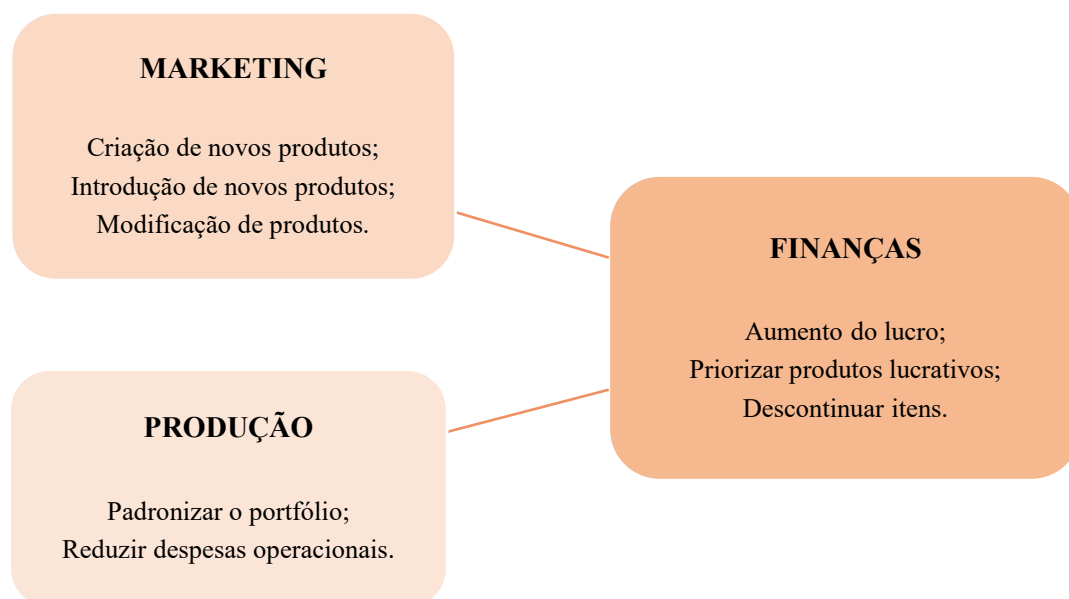 MARKETING
Criação de novos produtos;
Introdução de novos produtos;
Modificação de produtos.
FINANÇAS
Aumento do lucro;
Priorizar produtos lucrativos;
Descontinuar itens.
PRODUÇÃO
Padronizar o portfólio;
Reduzir despesas operacionais.